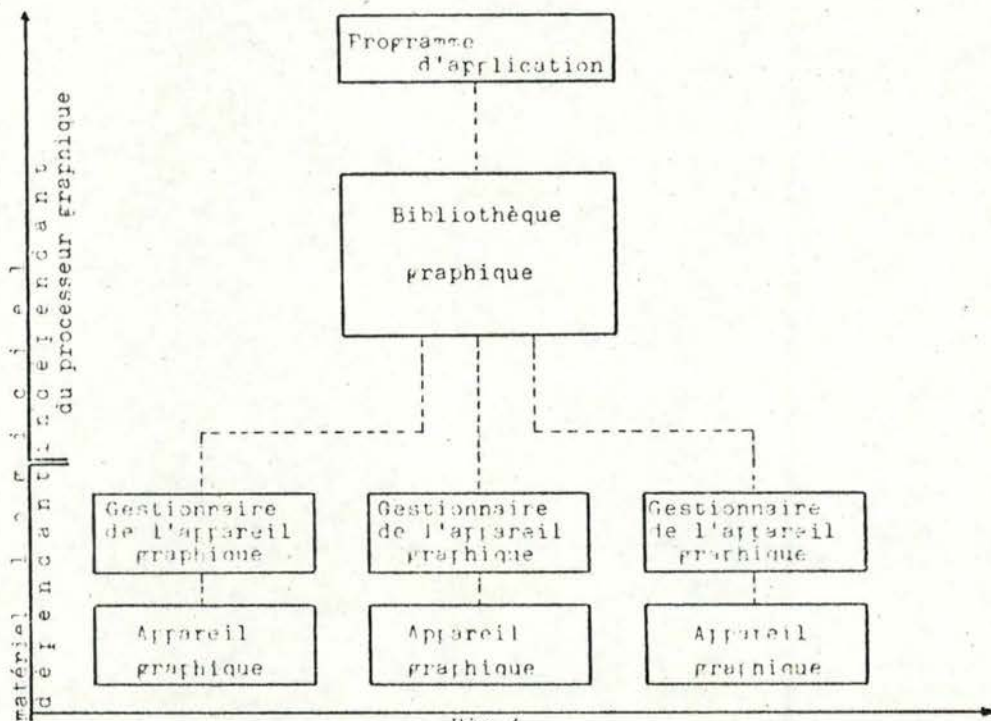 Programme
d'application
Bibliothèque
graphique
Gestionnaire
de l'appareil
graphique
Gestionnaire
de l'appareil
graphique
Gestionnaire
de l'appareil
graphique
Appareil
graphique
Appareil
graphique
Appareil
graphique
matériel logiciel
dépendant indépendant
du processeur graphique